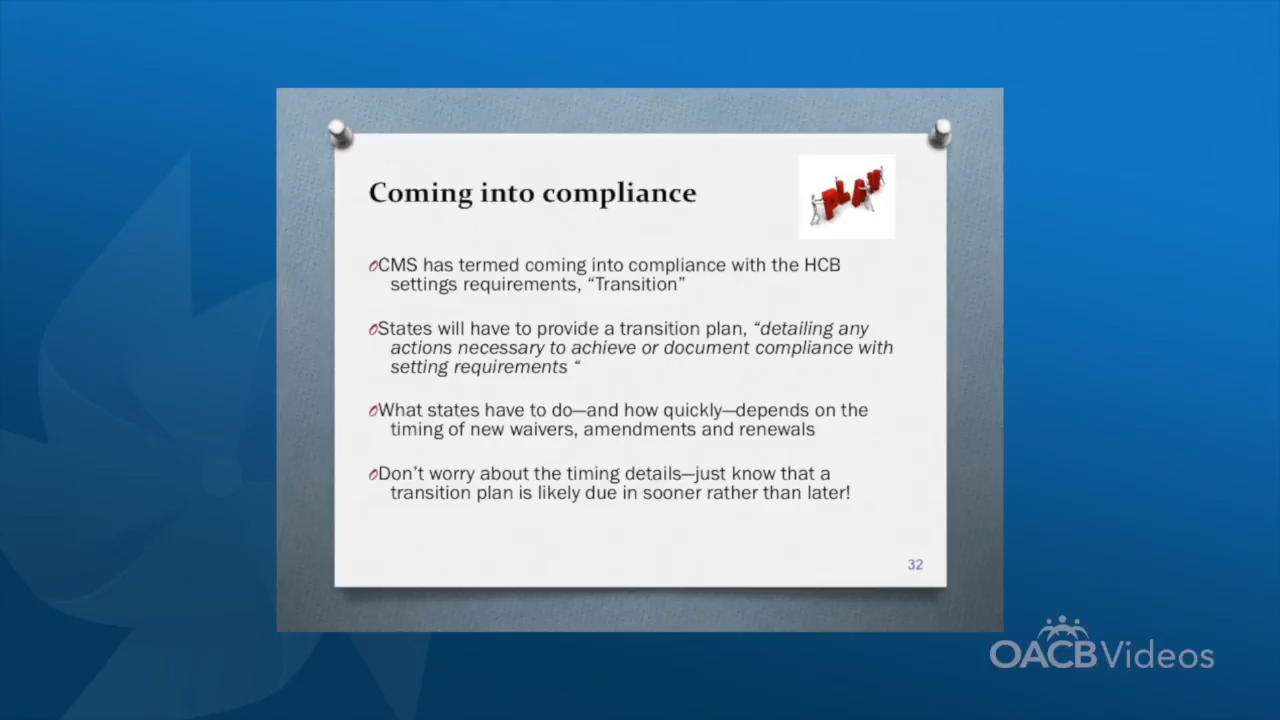 Coming into compliance
PLAN
CMS has termed coming into compliance with the HCB
settings requirements, “Transition”
States will have to provide a transition plan, “detailing any
actions necessary to achieve or document compliance with
setting requirements “
What states have to do—and how quickly—depends on the
timing of new waivers, amendments and renewals
Don’t worry about the timing details—just know that a
transition plan is likely due in sooner rather than later!
32
OACBVideos